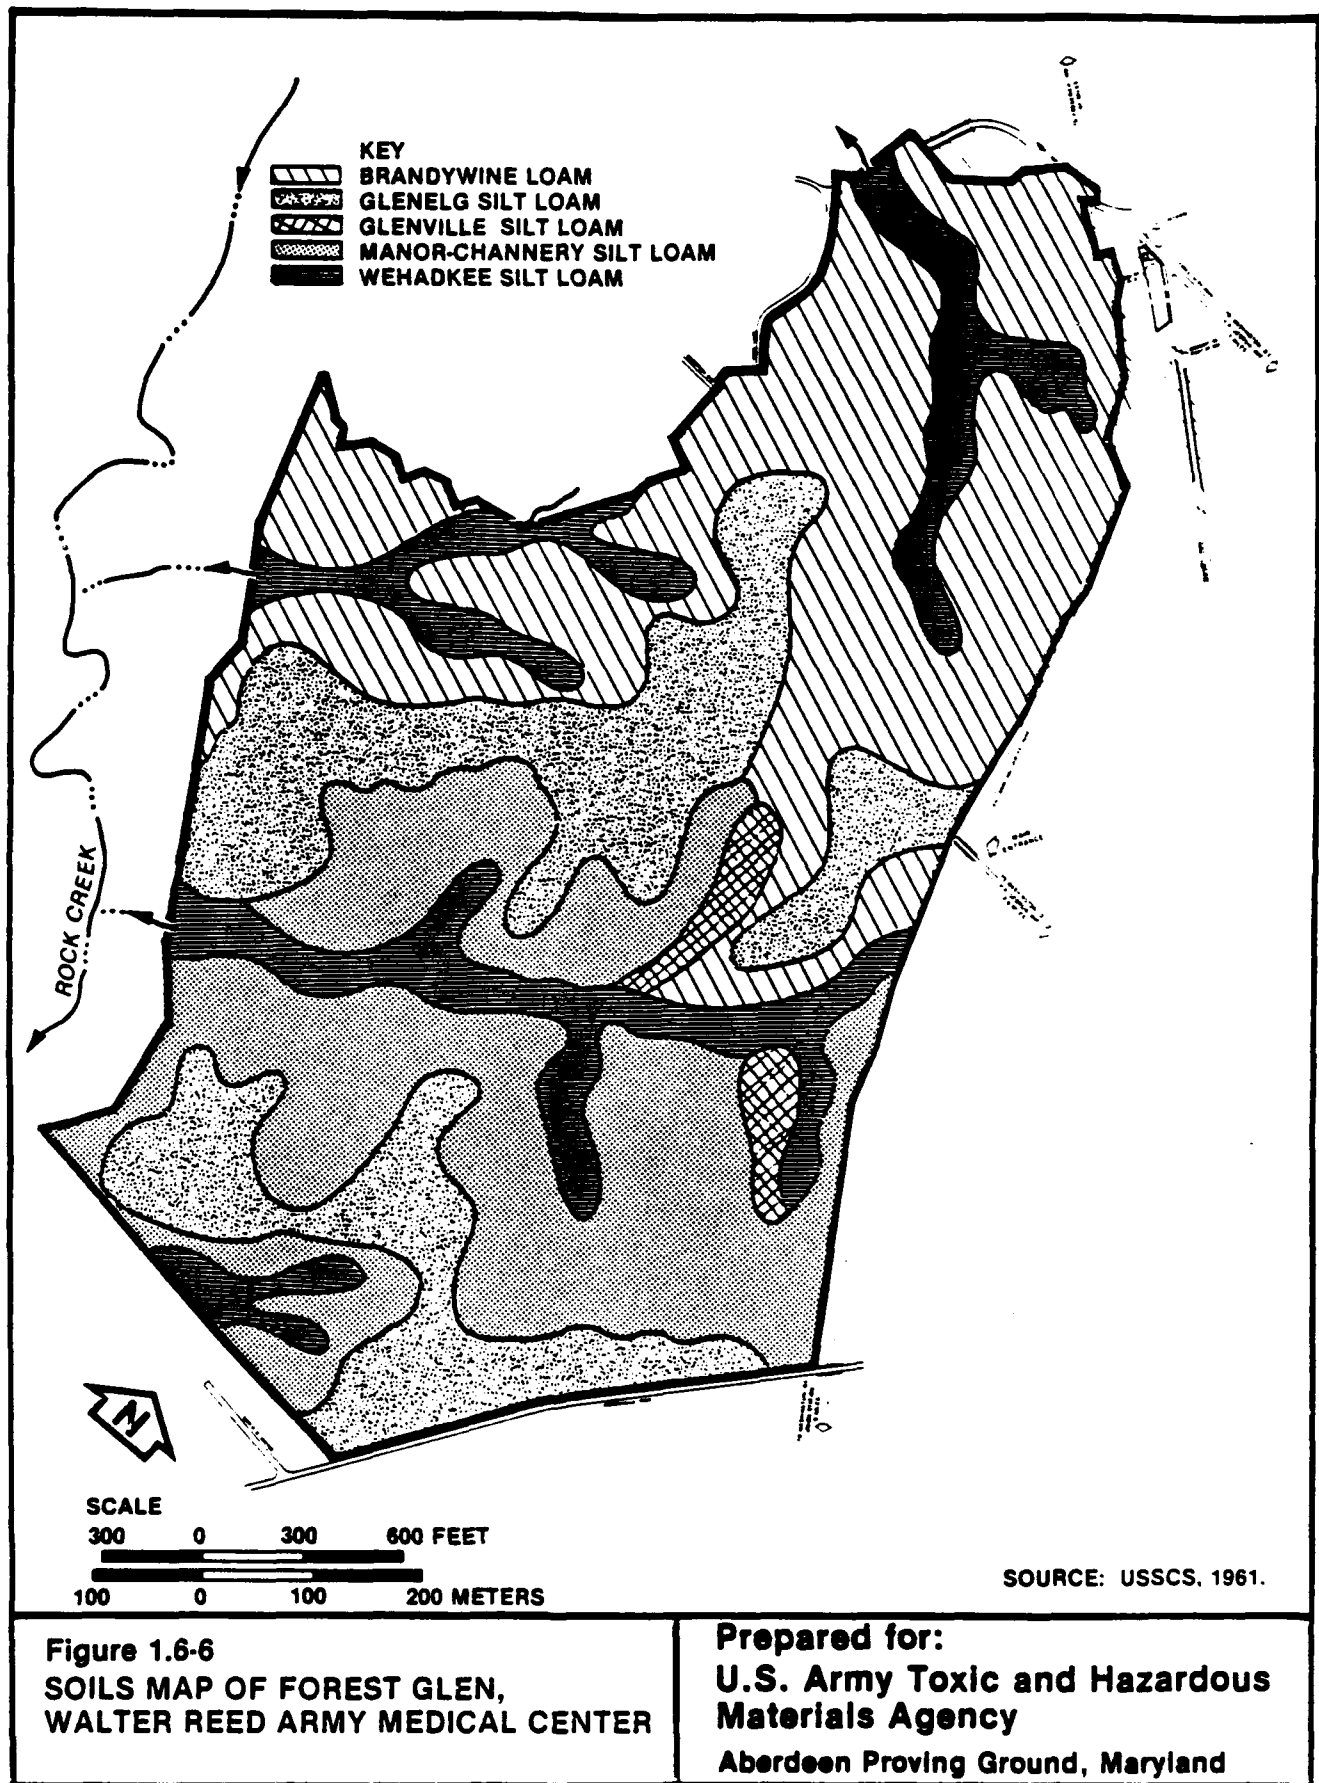 KEY
BRANDYWINE LOAM
GLENELG SILT LOAM
GLENVILLE SILT LOAM
MANOR-CHANNERY SILT LOAM
WEHADKEE SILT LOAM
ROCK CREEK
N
SCALE
300 0 300 600 FEET
100 0 100 200 METERS
SOURCE: USSCS, 1961.
Figure 1.6-6
SOILS MAP OF FOREST GLEN,
WALTER REED ARMY MEDICAL CENTER
Prepared for:
U.S. Army Toxic and Hazardous
Materials Agency
Aberdeen Proving Ground, Maryland